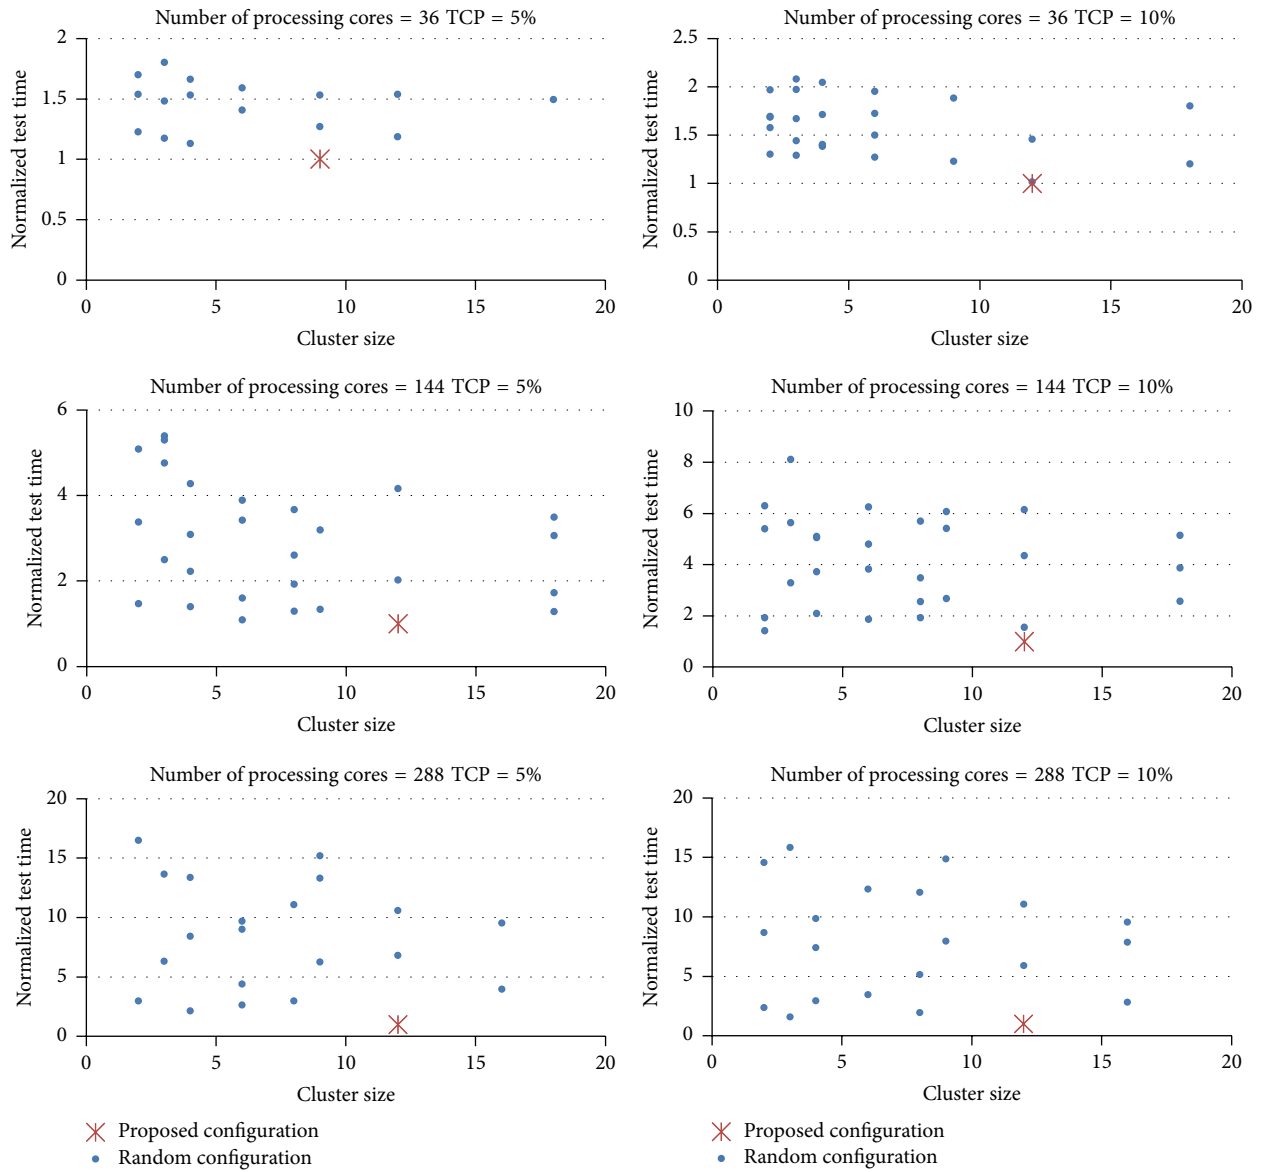 Number of processing cores = 36 TCP = 5%
Normalized test time
2
1.5
1
0.5
0
0 5 10 15 20
Cluster size
Number of processing cores = 36 TCP = 10%
Normalized test time
2.5
2
1.5
1
0.5
0
0 5 10 15 20
Cluster size
Number of processing cores = 144 TCP = 5%
Normalized test time
6
4
2
0
0 5 10 15 20
Cluster size
Number of processing cores = 144 TCP = 10%
Normalized test time
10
8
6
4
2
0
0 5 10 15 20
Cluster size
Number of processing cores = 288 TCP = 5%
Normalized test time
20
15
10
5
0
0 5 10 15 20
Cluster size
Number of processing cores = 288 TCP = 10%
Normalized test time
20
15
10
5
0
0 5 10 15 20
Cluster size
Proposed configuration
Random configuration
Proposed configuration
Random configuration